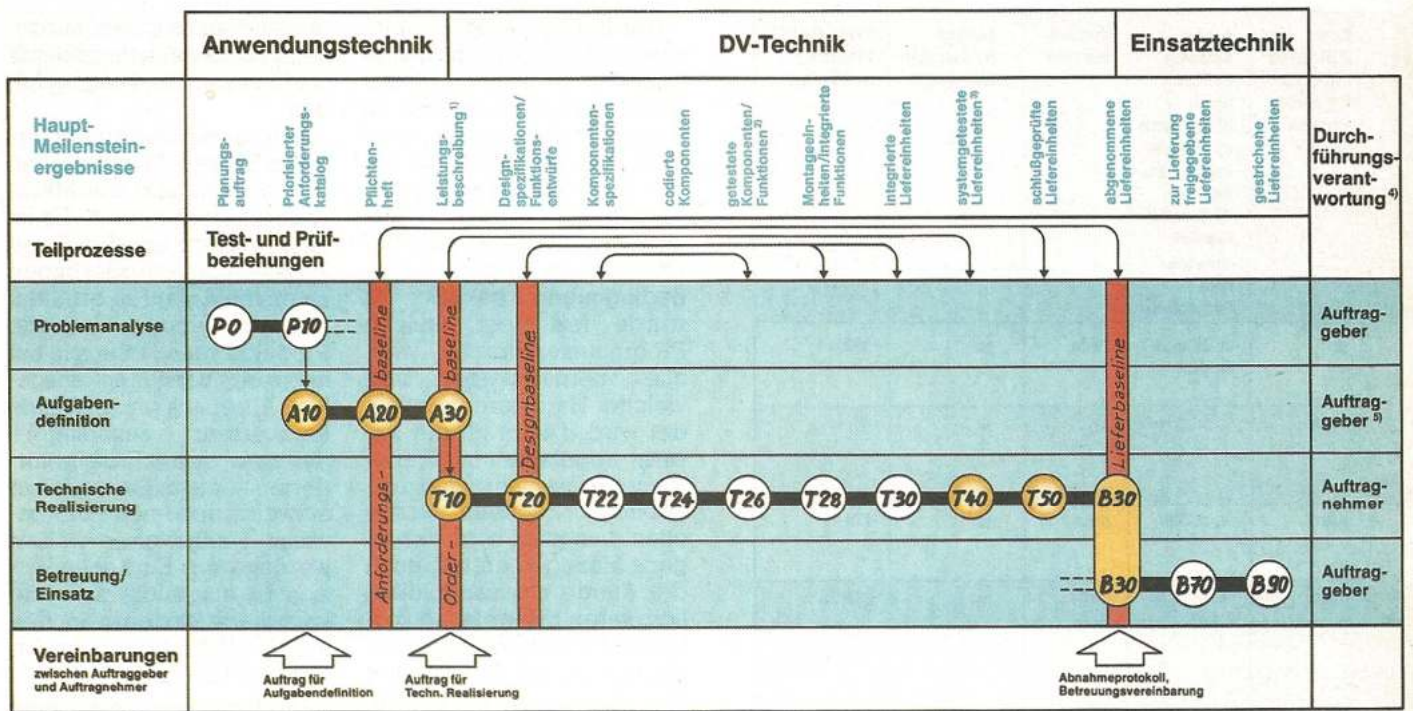 Anwendungstechnik
DV-Technik
Einsatztechnik
Haupt-
Meilenstein-
ergebnisse
Planungs-
auftrag
Priorisierter
Anforderungs-
katalog
Pflichten-
heft
Leistungs-
beschreibung 1)
Design-
spezifikationen/
Funktions-
entwürfe
Komponenten-
spezifikationen
codierte
Komponenten
getestete
Komponenten/
Funktionen 2)
Montageein-
heiten/integrierte
Funktionen
integrierte
Liefereinheiten
systemgetestete
Liefereinheiten 3)
schlußgeprüfte
Liefereinheiten
abgenommene
Liefereinheiten
zur Lieferung
freigegebene
Liefereinheiten
gestrichene
Liefereinheiten
Durch-
führungs-
verant-
wortung 4)
Teilprozesse
Test- und Prüf-
beziehungen
Problemanalyse
P0
P10
Auftrag-
geber
Aufgaben-
definition
A10
A20
A30
Auftrag-
geber 5)
Technische
Realisierung
T10
T20
T22
T24
T26
T28
T30
T40
T50
B30
Auftrag-
nehmer
Betreuung/
Einsatz
B30
B70
B90
Auftrag-
geber
Anforderungs- baseline
Order- baseline
Designbaseline
Lieferbaseline
Vereinbarungen
zwischen Auftraggeber
und Auftragnehmer
Auftrag für
Aufgabendefinition
Auftrag für
Techn. Realisierung
Abnahmeprotokoll,
Betreuungsvereinbarung